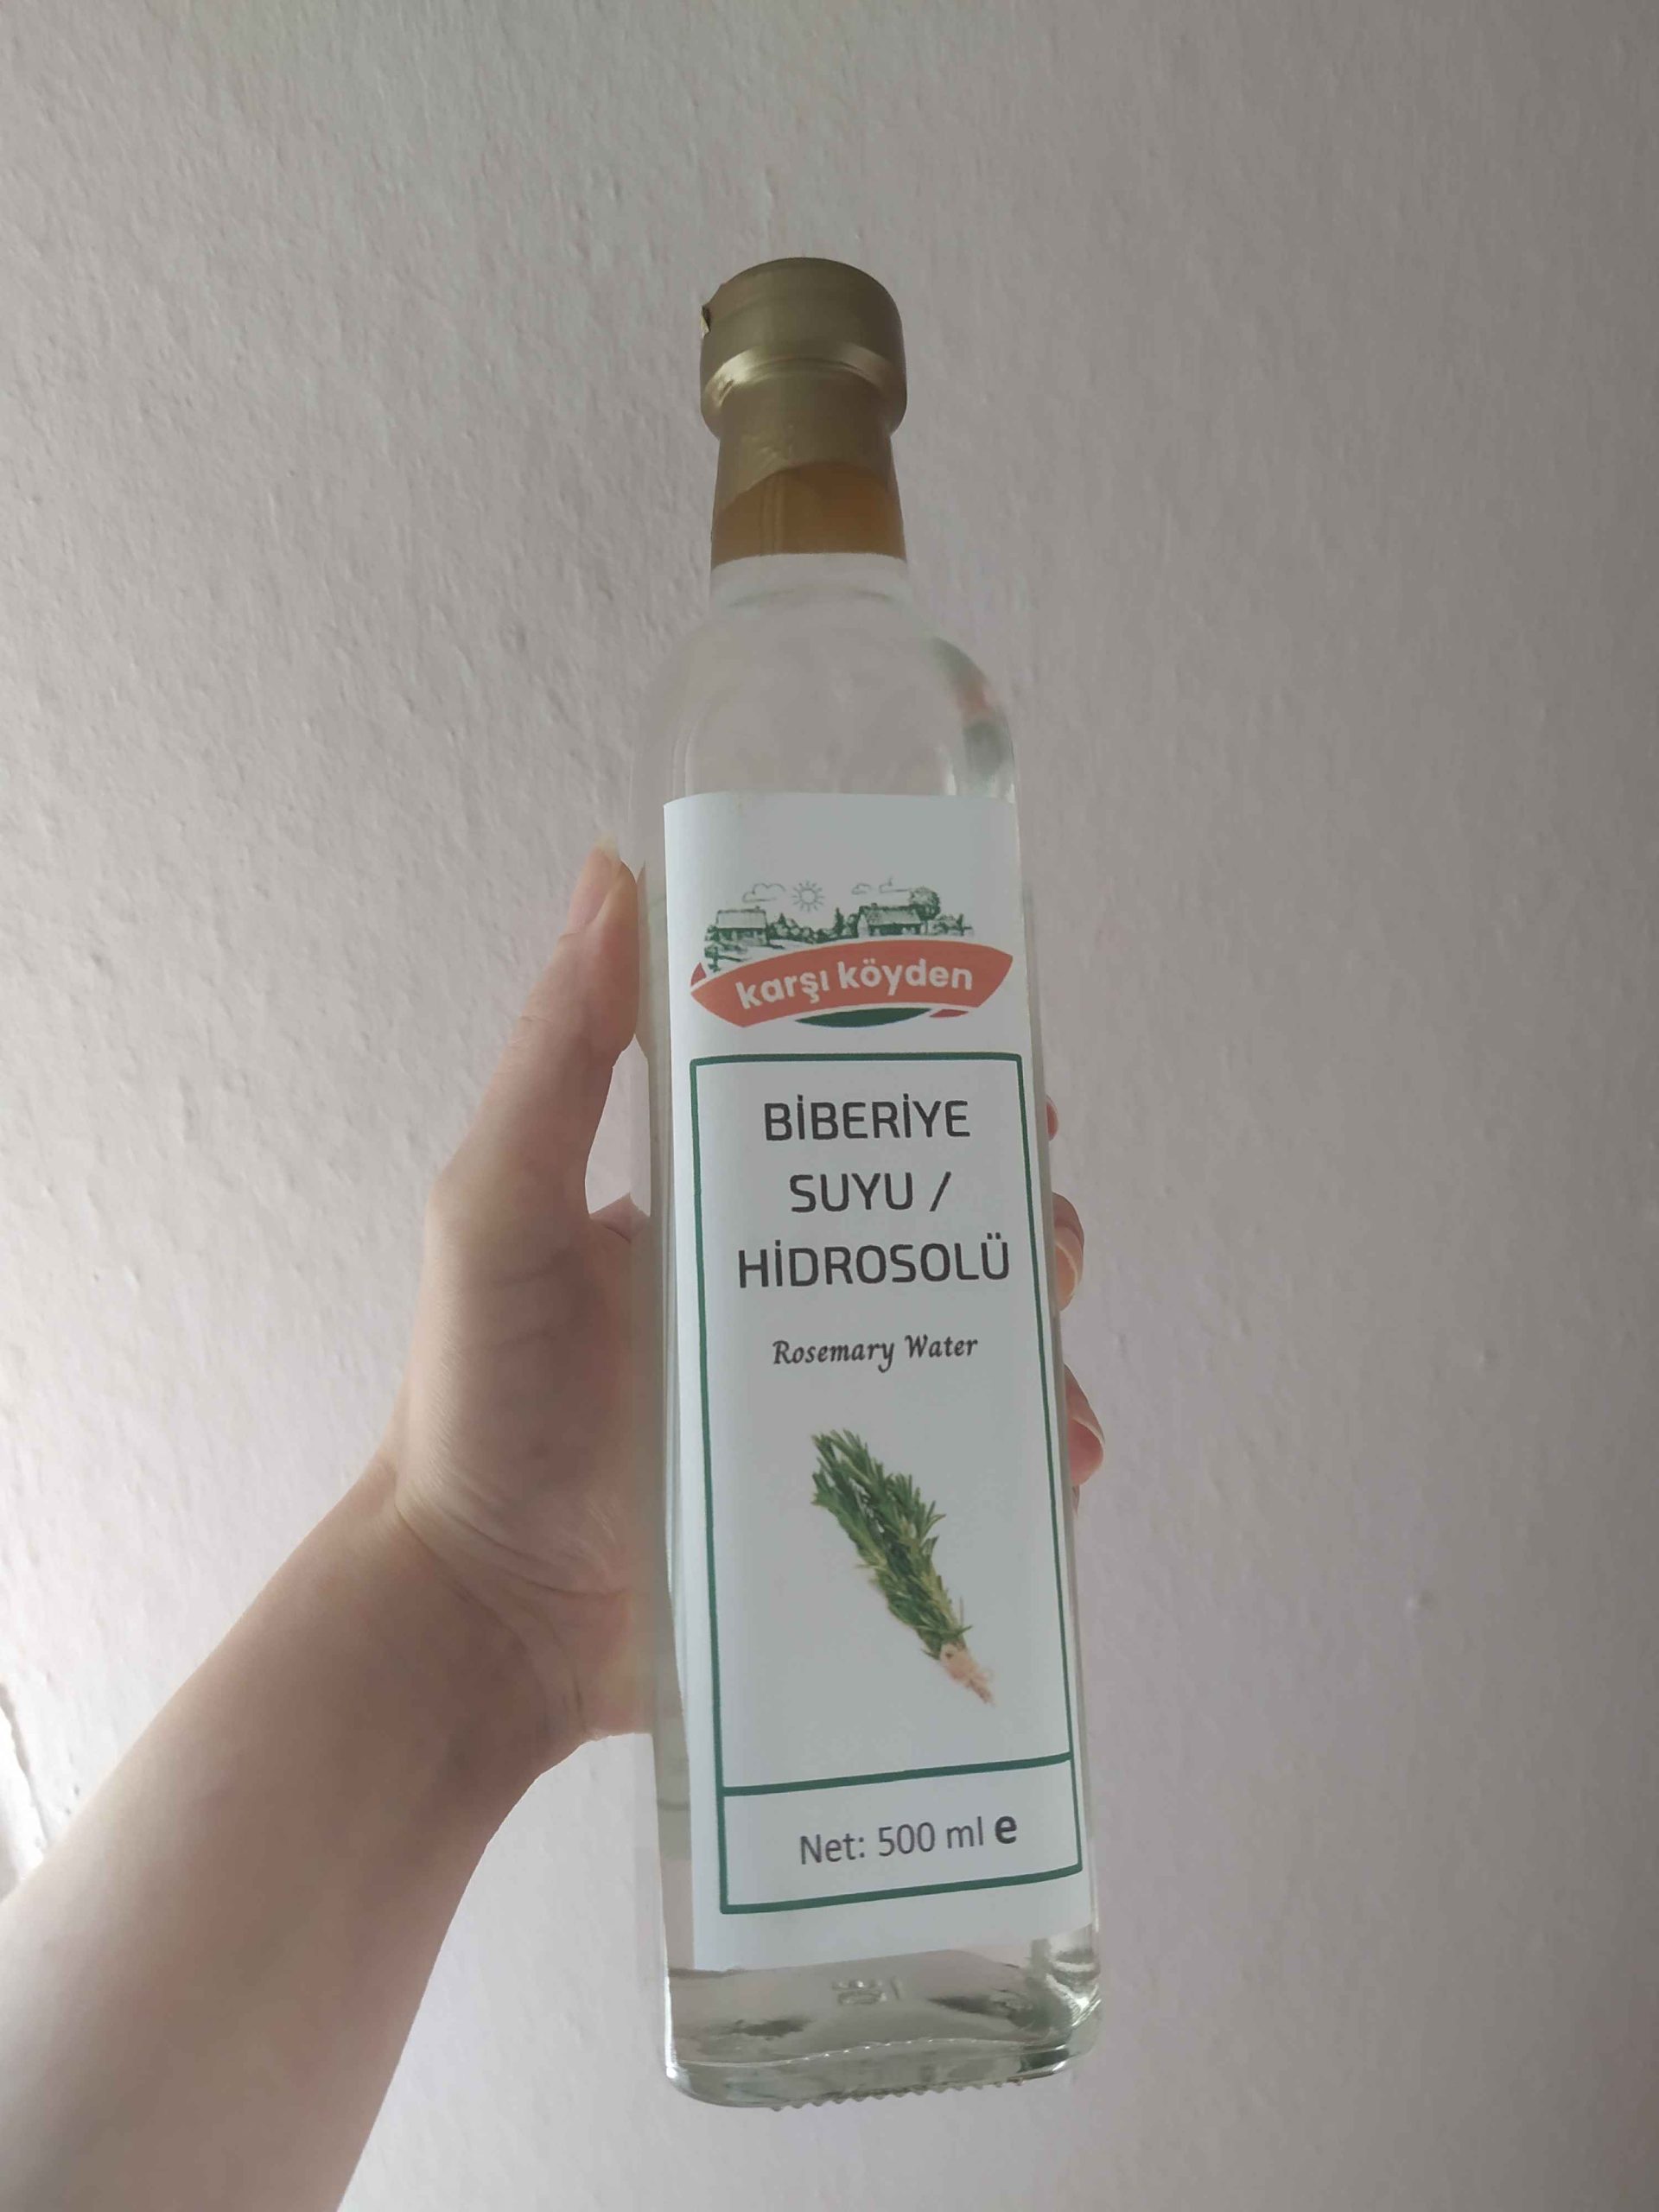 karşı köyden
BİBERİYE
SUYU /
HİDROSOLÜ
Rosemary Water
Net: 500 ml e